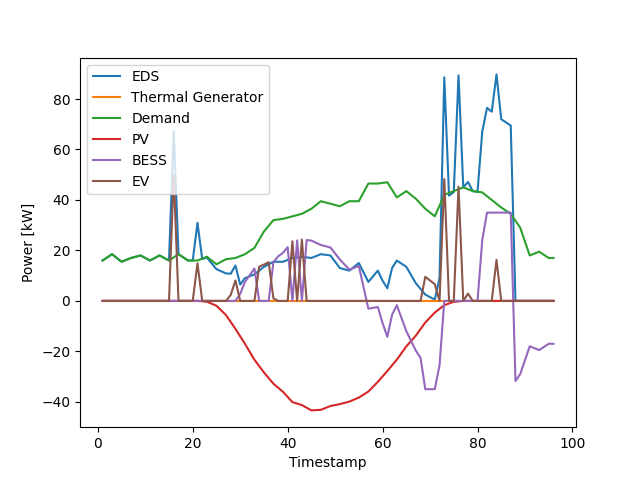 EDS
Thermal Generator
Demand
PV
BESS
EV
Power [kW]
80
60
40
20
0
−20
−40
0 20 40 60 80 100
Timestamp